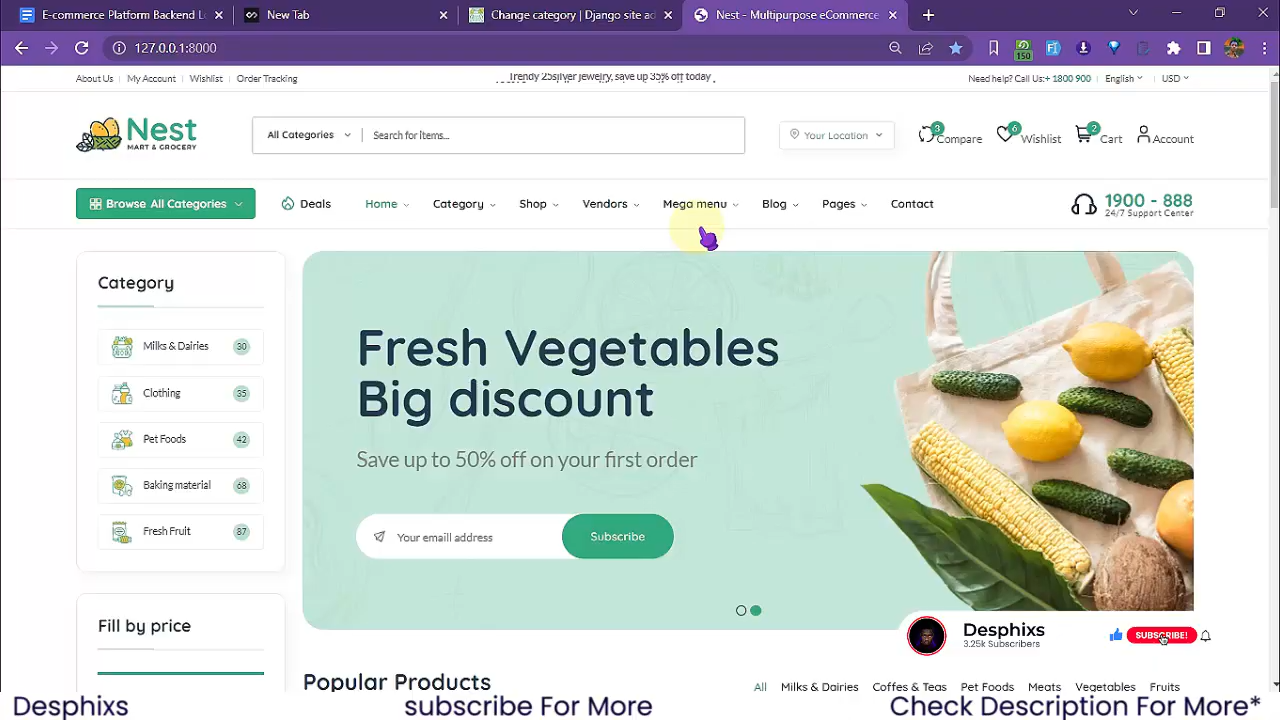 E-commerce Platform Backend Lo
New Tab
Change category | Django site ad
Nest - Multipurpose eCommerce
127.0.0.1:8000
150
About Us
My Account
Wishlist
Order Tracking
Trendy 25silver jewelry, save up 35% off today
Need help? Call Us: + 1800 900
English
USD
Nest
MART & GROCERY
All Categories
Search for items...
Your Location
3
Compare
6
Wishlist
2
Cart
Account
Browse All Categories
Deals
Home
Category
Shop
Vendors
Mega menu
Blog
Pages
Contact
1900 - 888
24/7 Support Center
Category
Milks & Dairies 30
Clothing 35
Pet Foods 42
Baking material 68
Fresh Fruit 87
Fill by price
Fresh Vegetables
Big discount
Save up to 50% off on your first order
Your email address
Subscribe
Desphixs
3.25k Subscribers
SUBSCRIBE!
Popular Products
All
Milks & Dairies
Coffes & Teas
Pet Foods
Meats
Vegetables
Fruits
Desphixs
subscribe For More
Check Description For More*